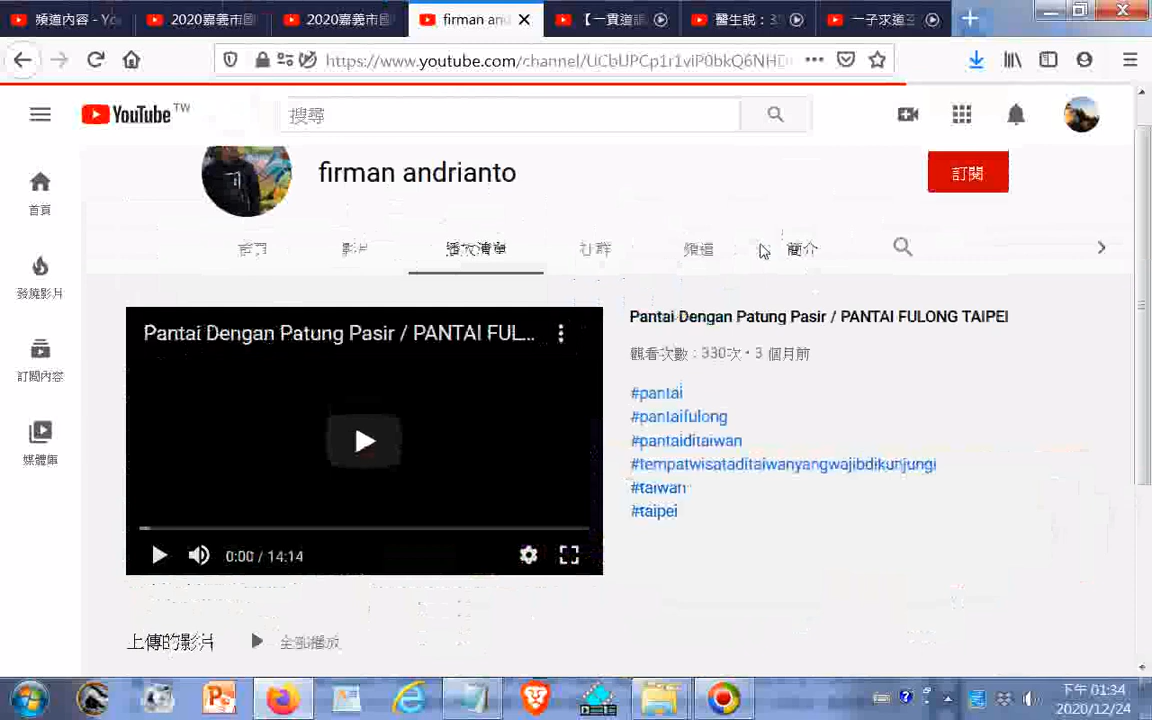 頻道內容 - Yo
2020嘉義市國
2020嘉義市國
firman and
【一貫道講
醫生說：3
一子求道至
https://www.youtube.com/channel/UCbUPCp1r1vIP0bkQ6NHD
YouTube TW
搜尋
firman andrianto
訂閱
首頁
影片
播放清單
社群
頻道
簡介
首頁
發燒影片
訂閱內容
媒體庫
Pantai Dengan Patung Pasir / PANTAI FUL...
0:00 / 14:14
Pantai Dengan Patung Pasir / PANTAI FULONG TAIPEI
觀看次數：330次 • 3 個月前
#pantai
#pantaifulong
#pantaiditaiwan
#tempatwisataditaiwanyangwajibdikunjungi
#taiwan
#taipei
上傳的影片
全部播放
下午 01:34
2020/12/24